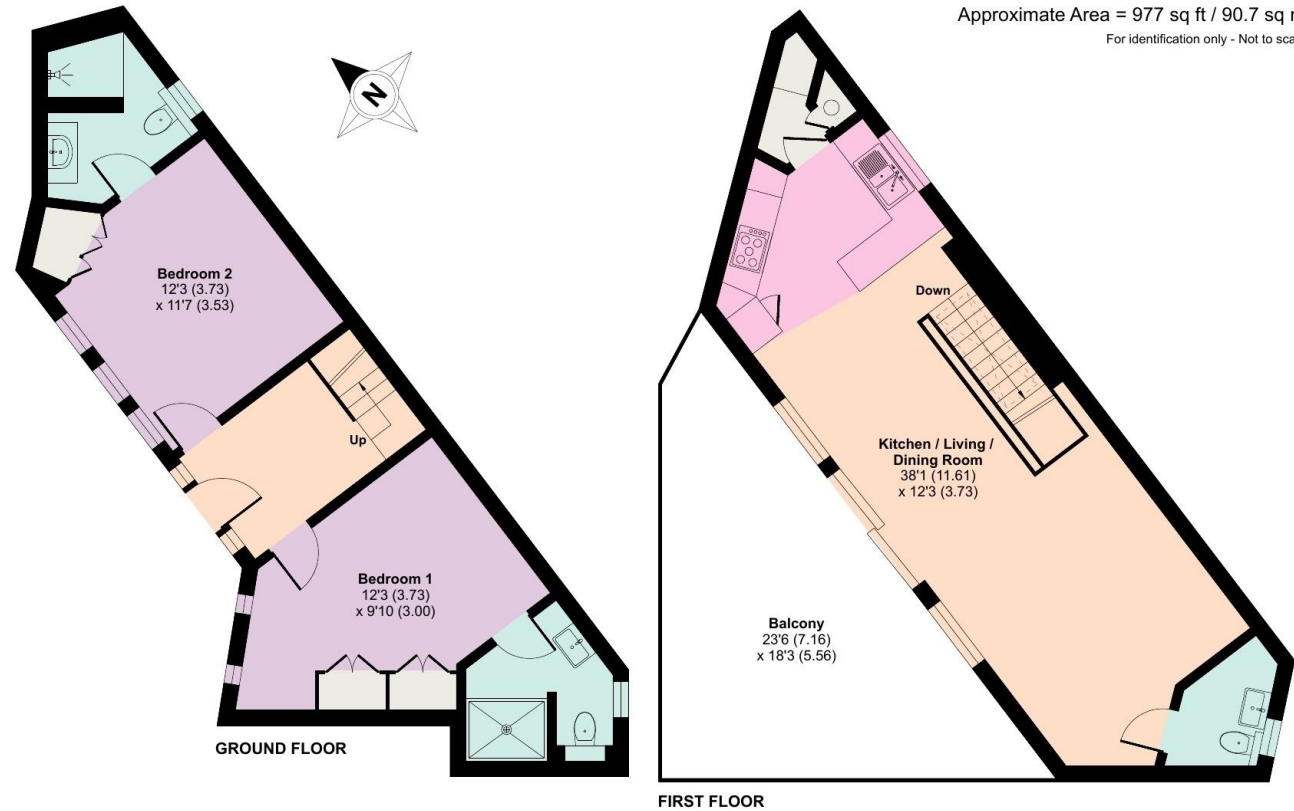 Approximate Area = 977 sq ft / 90.7 sq
For identification only - Not to
N
Bedroom 2
12'3 (3.73)
x 11'7 (3.53)
Up
Bedroom 1
12'3 (3.73)
x 9'10 (3.00)
GROUND FLOOR
Down
Kitchen / Living /
Dining Room
38'1 (11.61)
x 12'3 (3.73)
Balcony
23'6 (7.16)
x 18'3 (5.56)
FIRST FLOOR